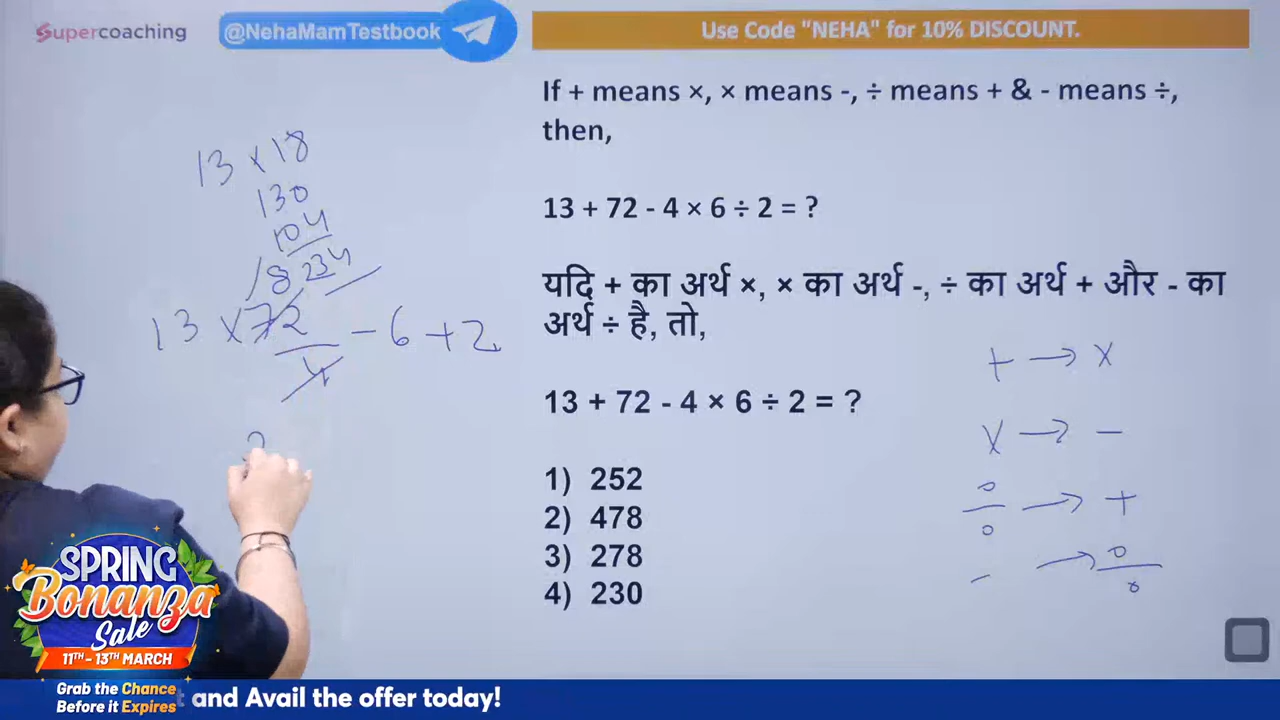 Supercoaching
@NehaMamTestbook
Use Code "NEHA" for 10% DISCOUNT.
If + means ×, × means -, ÷ means + & - means ÷,
then,
13 + 72 - 4 × 6 ÷ 2 = ?
यदि + का अर्थ ×, × का अर्थ -, ÷ का अर्थ + और - का
अर्थ ÷ है, तो,
13 + 72 - 4 × 6 ÷ 2 = ?
1) 252
2) 478
3) 278
4) 230
13 × 18
130
104
234
18
13 × 72 - 6 + 2
4
2
+ → ×
× → -
÷ → +
- → ÷
SPRING
Bonanza
Sale
11TH - 13TH MARCH
Grab the Chance
Before it Expires
and Avail the offer today!